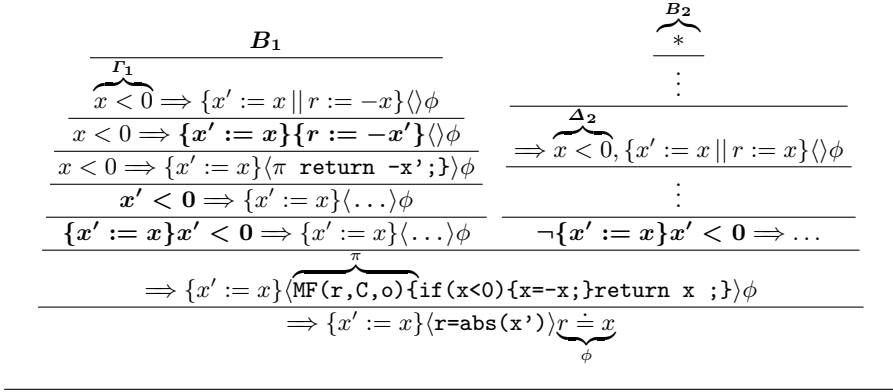 B₂
B₁ *
Γ₁ ⋮
x < 0 ⟹ {x′ := x || r := −x}⟨⟩ϕ Δ₂
x < 0 ⟹ {x′ := x}{r := −x′}⟨⟩ϕ ⟹ x < 0, {x′ := x || r := x}⟨⟩ϕ
x < 0 ⟹ {x′ := x}⟨π return -x';}⟩ϕ ⋮
x′ < 0 ⟹ {x′ := x}⟨...⟩ϕ
{x′ := x}x′ < 0 ⟹ {x′ := x}⟨...⟩ϕ ¬{x′ := x}x′ < 0 ⟹ ...
π
⟹ {x′ := x}⟨MF(r,C,o){if(x<0){x=-x;}return x ;}⟩ϕ
⟹ {x′ := x}⟨r=abs(x')⟩r ≐ x
ϕ